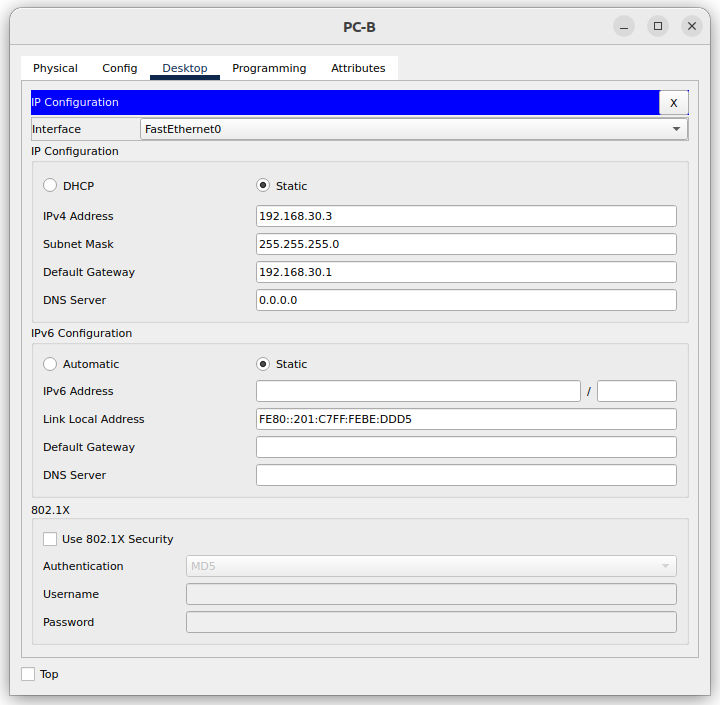 PC-B
Physical Config Desktop Programming Attributes
IP Configuration X
Interface FastEthernet0
IP Configuration
DHCP Static
IPv4 Address 192.168.30.3
Subnet Mask 255.255.255.0
Default Gateway 192.168.30.1
DNS Server 0.0.0.0
IPv6 Configuration
Automatic Static
IPv6 Address /
Link Local Address FE80::201:C7FF:FEBE:DDD5
Default Gateway
DNS Server
802.1X
Use 802.1X Security
Authentication MD5
Username
Password
Top